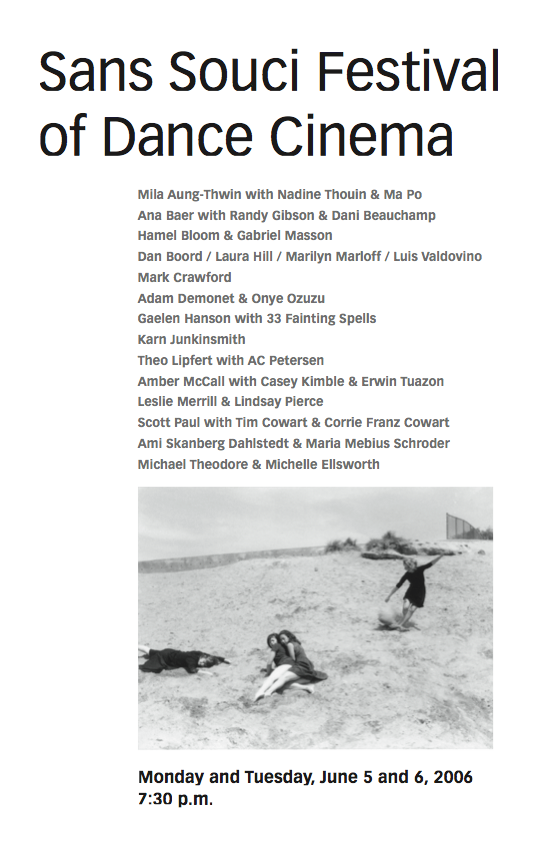 Sans Souci Festival
of Dance Cinema
Mila Aung-Thwin with Nadine Thouin & Ma Po
Ana Baer with Randy Gibson & Dani Beauchamp
Hamel Bloom & Gabriel Masson
Dan Boord / Laura Hill / Marilyn Marloff / Luis Valdovino
Mark Crawford
Adam Demonet & Onye Ozuzu
Gaelen Hanson with 33 Fainting Spells
Karn Junkinsmith
Theo Lipfert with AC Petersen
Amber McCall with Casey Kimble & Erwin Tuazon
Leslie Merrill & Lindsay Pierce
Scott Paul with Tim Cowart & Corrie Franz Cowart
Ami Skanberg Dahlstedt & Maria Mebius Schroder
Michael Theodore & Michelle Ellsworth
Monday and Tuesday, June 5 and 6, 2006
7:30 p.m.